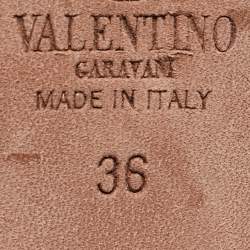 VALENTINO
GARAVANI
MADE IN ITALY
36